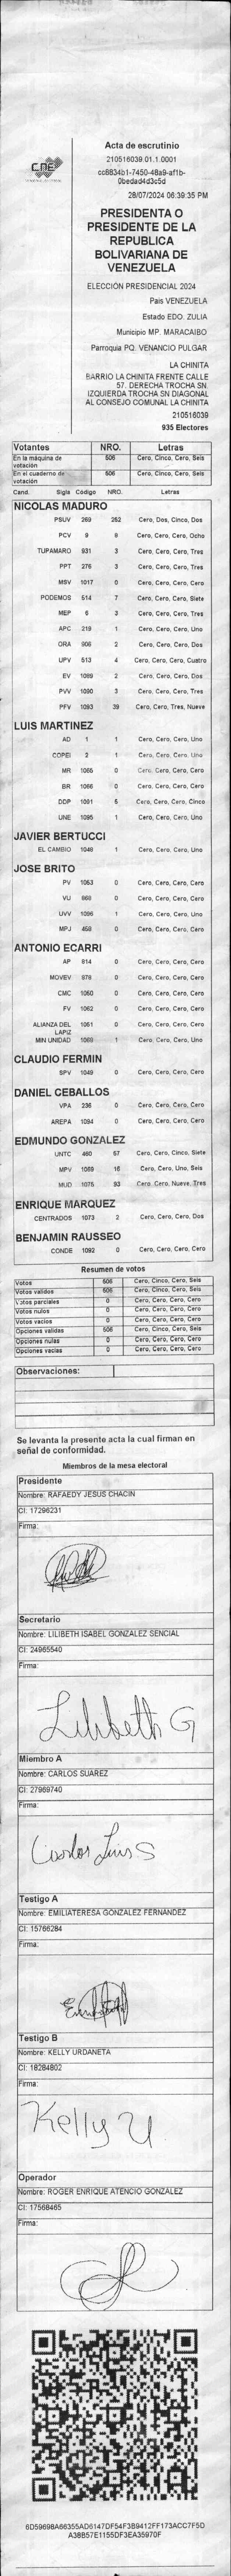 Acta de escrutinio
210516039.01.1.0001
cc8834b1-7450-48a9-af1b-
0bedad4d3c5d
28/07/2024 06:39:35 PM
CNE
PRESIDENTA O
PRESIDENTE DE LA
REPUBLICA
BOLIVARIANA DE
VENEZUELA
ELECCIÓN PRESIDENCIAL 2024
Pais VENEZUELA
Estado EDO. ZULIA
Municipio MP. MARACAIBO
Parroquia PQ. VENANCIO PULGAR
LA CHINITA
BARRIO LA CHINITA FRENTE CALLE
57. DERECHA TROCHA SN.
IZQUIERDA TROCHA SN DIAGONAL
AL CONSEJO COMUNAL LA CHINITA
210516039
935 Electores
Votantes NRO. Letras
En la máquina de votación 506 Cero, Cinco, Cero, Seis
En el cuaderno de votación 506 Cero, Cinco, Cero, Seis
Cand. Sigla Código NRO. Letras
NICOLAS MADURO
PSUV 269 252 Cero, Dos, Cinco, Dos
PCV 9 8 Cero, Cero, Cero, Ocho
TUPAMARO 931 3 Cero, Cero, Cero, Tres
PPT 276 3 Cero, Cero, Cero, Tres
MSV 1017 0 Cero, Cero, Cero, Cero
PODEMOS 514 7 Cero, Cero, Cero, Siete
MEP 6 3 Cero, Cero, Cero, Tres
APC 219 1 Cero, Cero, Cero, Uno
ORA 906 2 Cero, Cero, Cero, Dos
UPV 513 4 Cero, Cero, Cero, Cuatro
EV 1089 2 Cero, Cero, Cero, Dos
PVV 1090 3 Cero, Cero, Cero, Tres
PFV 1093 39 Cero, Cero, Tres, Nueve
LUIS MARTINEZ
AD 1 1 Cero, Cero, Cero, Uno
COPEI 2 1 Cero, Cero, Cero, Uno
MR 1065 0 Cero, Cero, Cero, Cero
BR 1066 0 Cero, Cero, Cero, Cero
DDP 1091 5 Cero, Cero, Cero, Cinco
UNE 1095 1 Cero, Cero, Cero, Uno
JAVIER BERTUCCI
EL CAMBIO 1048 1 Cero, Cero, Cero, Uno
JOSE BRITO
PV 1053 0 Cero, Cero, Cero, Cero
VU 868 0 Cero, Cero, Cero, Cero
UVV 1096 1 Cero, Cero, Cero, Uno
MPJ 458 0 Cero, Cero, Cero, Cero
ANTONIO ECARRI
AP 814 0 Cero, Cero, Cero, Cero
MOVEV 878 0 Cero, Cero, Cero, Cero
CMC 1050 0 Cero, Cero, Cero, Cero
FV 1052 0 Cero, Cero, Cero, Cero
ALIANZA DEL LAPIZ 1051 0 Cero, Cero, Cero, Cero
MIN UNIDAD 1069 1 Cero, Cero, Cero, Uno
CLAUDIO FERMIN
SPV 1049 0 Cero, Cero, Cero, Cero
DANIEL CEBALLOS
VPA 236 0 Cero, Cero, Cero, Cero
AREPA 1094 0 Cero, Cero, Cero, Cero
EDMUNDO GONZALEZ
UNTC 460 57 Cero, Cero, Cinco, Siete
MPV 1069 16 Cero, Cero, Uno, Seis
MUD 1075 93 Cero, Cero, Nueve, Tres
ENRIQUE MARQUEZ
CENTRADOS 1073 2 Cero, Cero, Cero, Dos
BENJAMIN RAUSSEO
CONDE 1092 0 Cero, Cero, Cero, Cero
Resumen de votos
Votos 506 Cero, Cinco, Cero, Seis
Votos validos 506 Cero, Cinco, Cero, Seis
Votos parciales 0 Cero, Cero, Cero, Cero
Votos nulos 0 Cero, Cero, Cero, Cero
Votos vacios 0 Cero, Cero, Cero, Cero
Opciones validas 506 Cero, Cinco, Cero, Seis
Opciones nulas 0 Cero, Cero, Cero, Cero
Opciones vacias 0 Cero, Cero, Cero, Cero
Observaciones:
Se levanta la presente acta la cual firman en
señal de conformidad.
Miembros de la mesa electoral
Presidente
Nombre: RAFAEDY JESUS CHACIN
CI: 17296231
Firma:
Secretario
Nombre: LILIBETH ISABEL GONZALEZ SENCIAL
CI: 24965540
Firma:
Lilibeth G
Miembro A
Nombre: CARLOS SUAREZ
CI: 27969740
Firma:
Carlos Luis S
Testigo A
Nombre: EMILIATERESA GONZALEZ FERNANDEZ
CI: 15766284
Firma:
Testigo B
Nombre: KELLY URDANETA
CI: 18284802
Firma:
Kelly U
Operador
Nombre: ROGER ENRIQUE ATENCIO GONZALEZ
CI: 17568465
Firma:
6D59698A66355AD6147DF54F3B9412FF173ACC7F5D
A38B57E1155DF3EA35970F